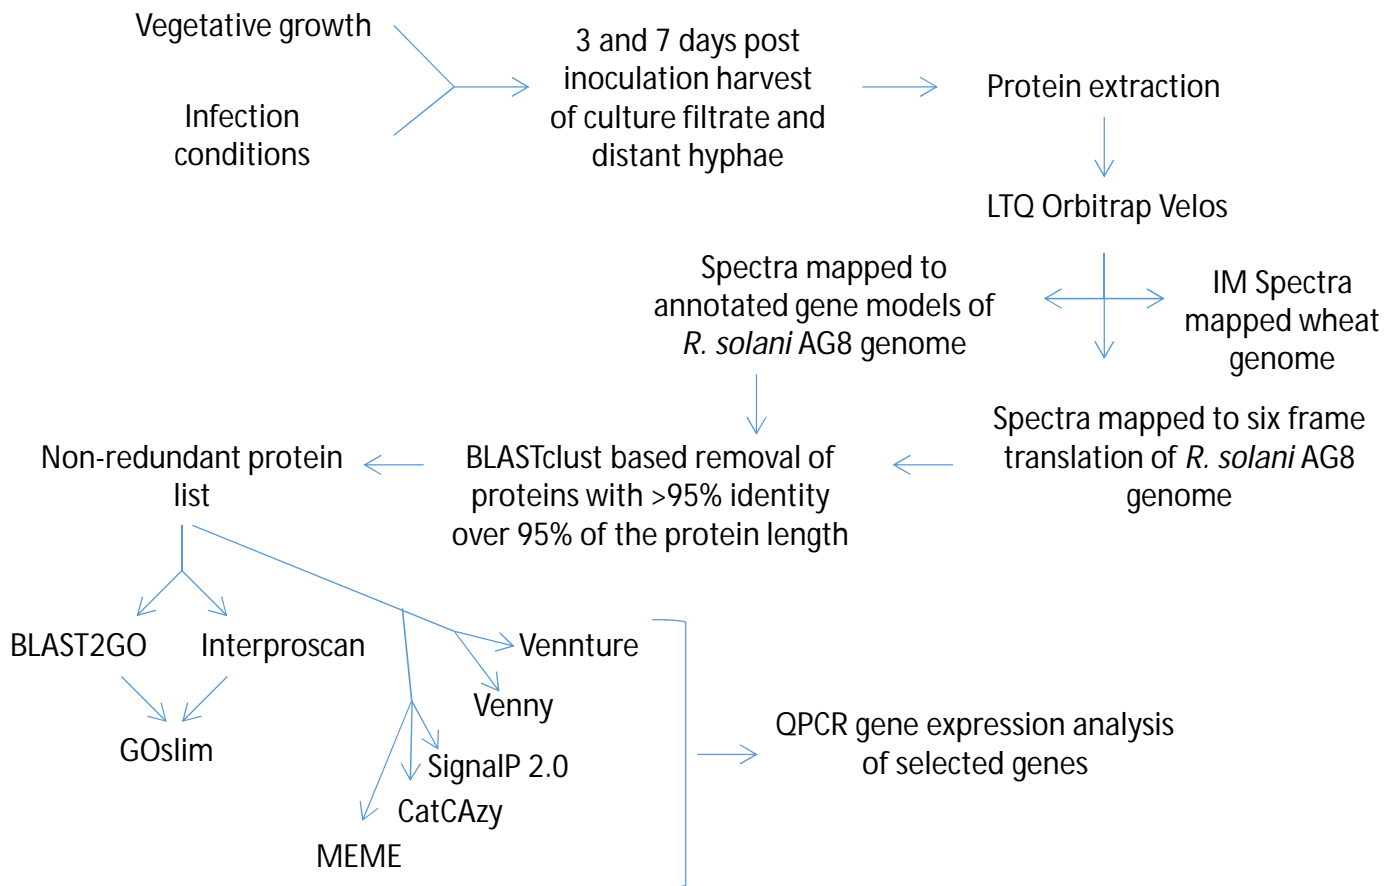 Vegetative growth
Infection
conditions
3 and 7 days post
inoculation harvest
of culture filtrate and
distant hyphae
Protein extraction
LTQ Orbitrap Velos
Spectra mapped to
annotated gene models of
R. solani AG8 genome
IM Spectra
mapped wheat
genome
Spectra mapped to six frame
translation of R. solani AG8
genome
BLASTclust based removal of
proteins with >95% identity
over 95% of the protein length
Non-redundant protein
list
BLAST2GO
Interproscan
GOslim
Vennture
Venny
SignalP 2.0
CatCAzy
MEME
QPCR gene expression analysis
of selected genes